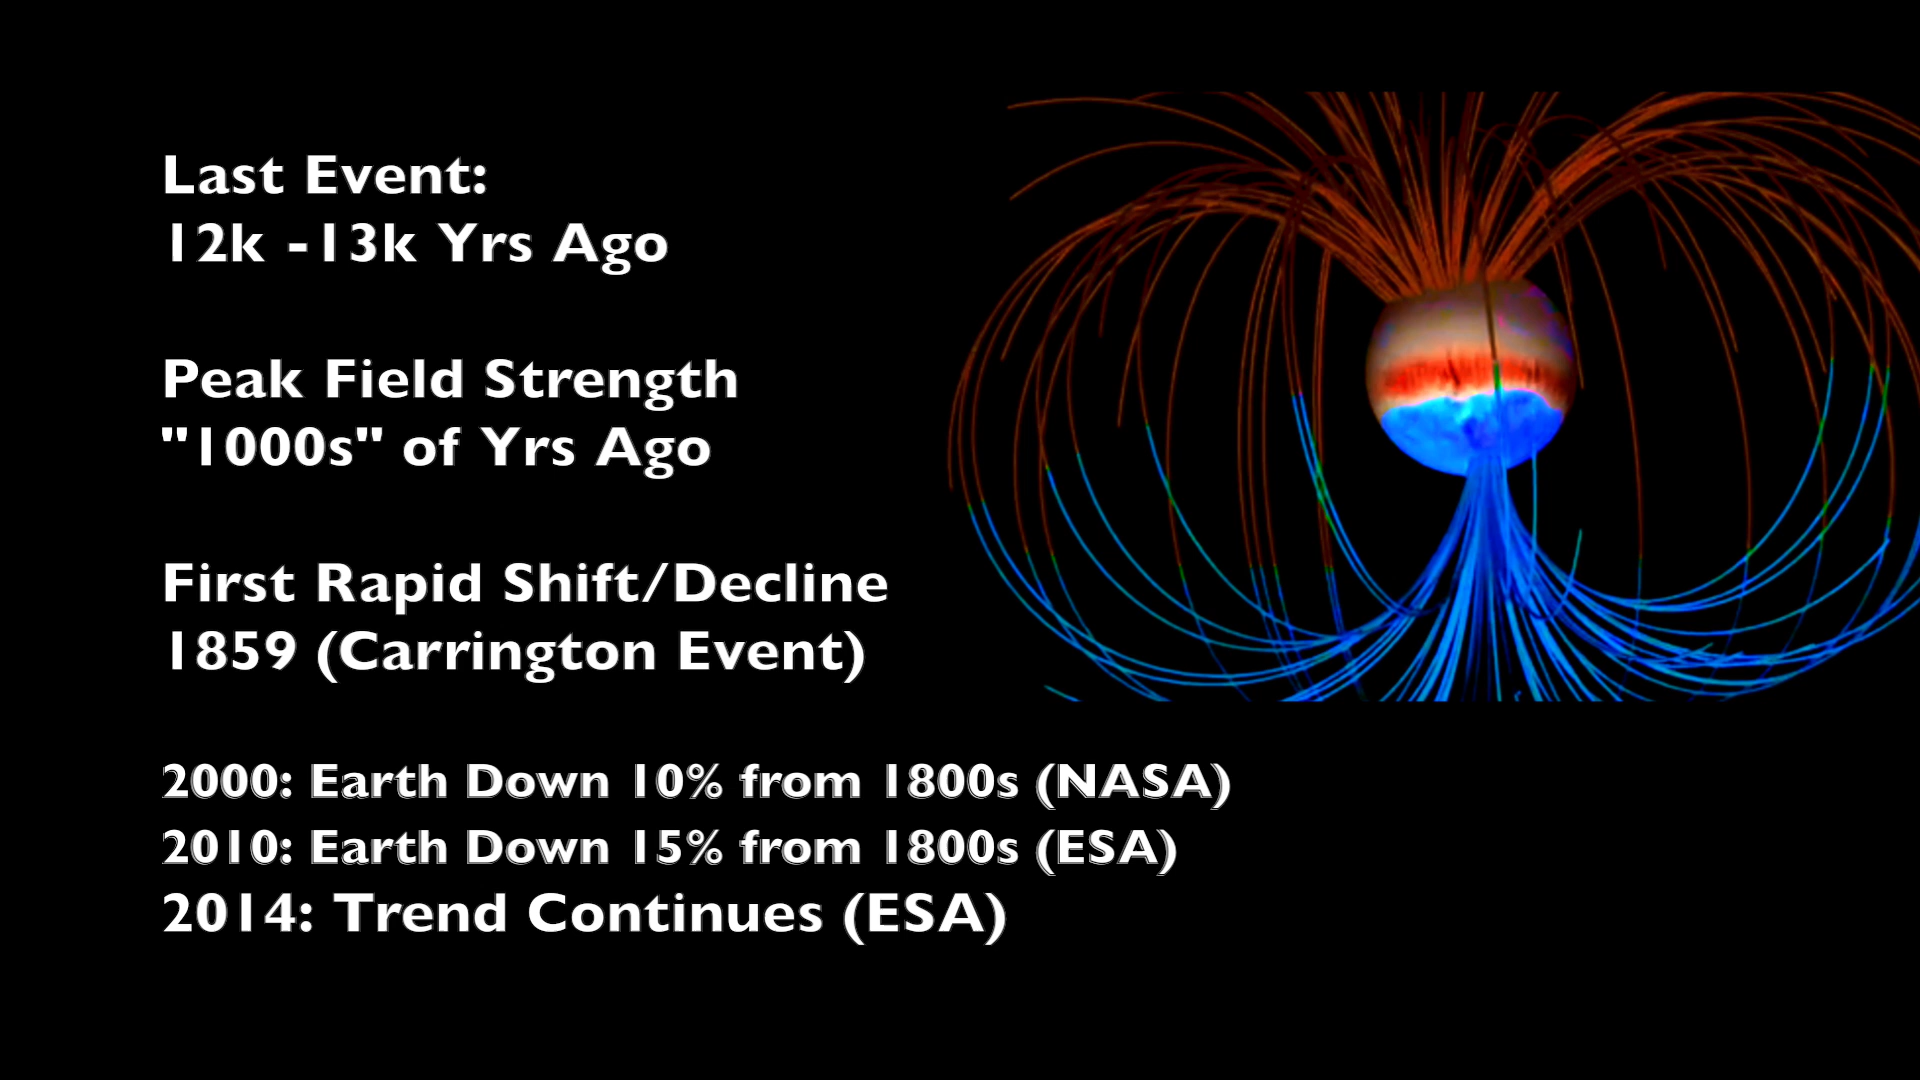 Last Event:
12k -13k Yrs Ago
Peak Field Strength
"1000s" of Yrs Ago
First Rapid Shift/Decline
1859 (Carrington Event)
2000: Earth Down 10% from 1800s (NASA)
2010: Earth Down 15% from 1800s (ESA)
2014: Trend Continues (ESA)